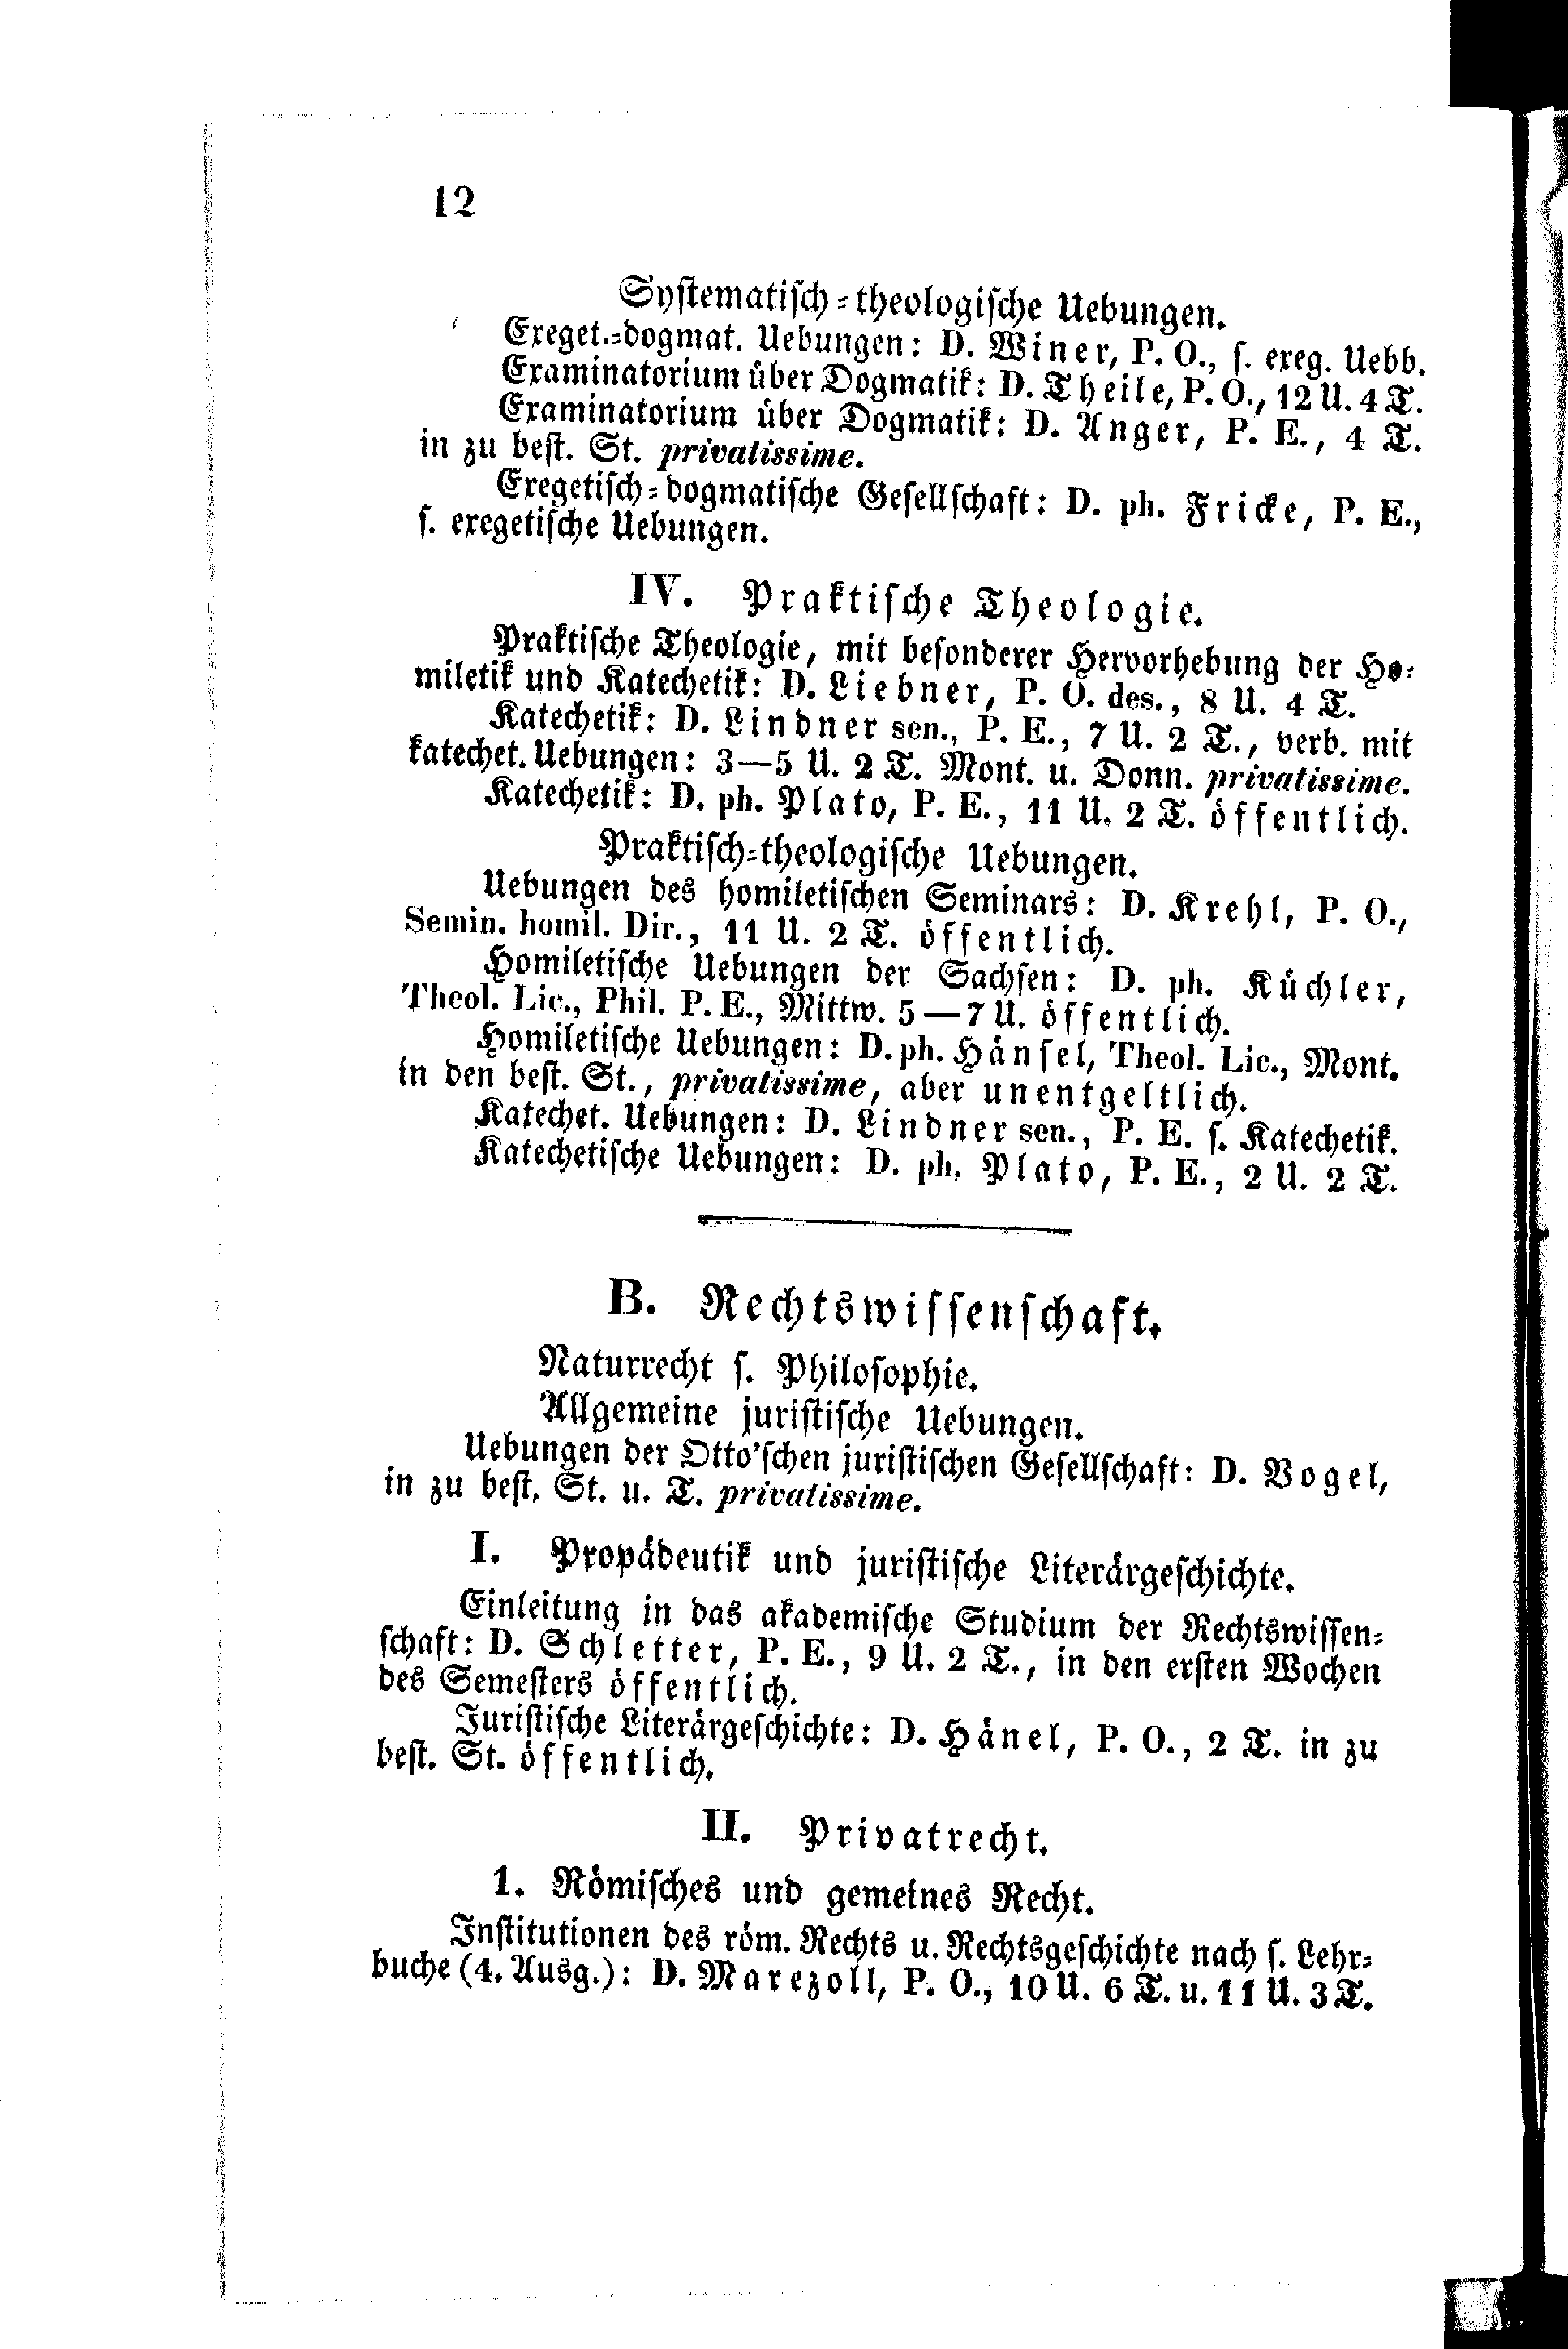 12
Systematisch-theologische Uebungen.
Exeget.-dogmat. Uebungen: D. Winer, P. O., s. exeg. Uebb.
Examinatorium über Dogmatik: D. Theile, P. O., 12 U. 4 T.
Examinatorium über Dogmatik: D. Anger, P. E., 4 T.
in zu best. St. privatissime.
Exegetisch-dogmatische Gesellschaft: D. ph. Fricke, P. E.,
s. exegetische Uebungen.
IV. Praktische Theologie.
Praktische Theologie, mit besonderer Hervorhebung der Ho-
miletik und Katechetik: D. Liebner, P. O. des., 8 U. 4 T.
Katechetik: D. Lindner sen., P. E., 7 U. 2 T., verb. mit
katechet. Uebungen: 3—5 U. 2 T. Mont. u. Donn. privatissime.
Katechetik: D. ph. Plato, P. E., 11 U. 2 T. öffentlich.
Praktisch-theologische Uebungen.
Uebungen des homiletischen Seminars: D. Krehl, P. O.,
Semin. homil. Dir., 11 U. 2 T. öffentlich.
Homiletische Uebungen der Sachsen: D. ph. Küchler,
Theol. Lic., Phil. P. E., Mittw. 5—7 U. öffentlich.
Homiletische Uebungen: D. ph. Hänsel, Theol. Lic., Mont.
in den best. St., privatissime, aber unentgeltlich.
Katechet. Uebungen: D. Lindner sen., P. E. s. Katechetik.
Katechetische Uebungen: D. ph. Plato, P. E., 2 U. 2 T.
B. Rechtswissenschaft.
Naturrecht s. Philosophie.
Allgemeine juristische Uebungen.
Uebungen der Otto'schen juristischen Gesellschaft: D. Vogel,
in zu best. St. u. T. privatissime.
I. Propädeutik und juristische Literärgeschichte.
Einleitung in das akademische Studium der Rechtswissen-
schaft: D. Schletter, P. E., 9 U. 2 T., in den ersten Wochen
des Semesters öffentlich.
Juristische Literärgeschichte: D. Hänel, P. O., 2 T. in zu
best. St. öffentlich.
II. Privatrecht.
1. Römisches und gemeines Recht.
Institutionen des röm. Rechts u. Rechtsgeschichte nach s. Lehr-
buche (4. Ausg.): D. Marezoll, P. O., 10 U. 6 T. u. 11 U. 3 T.